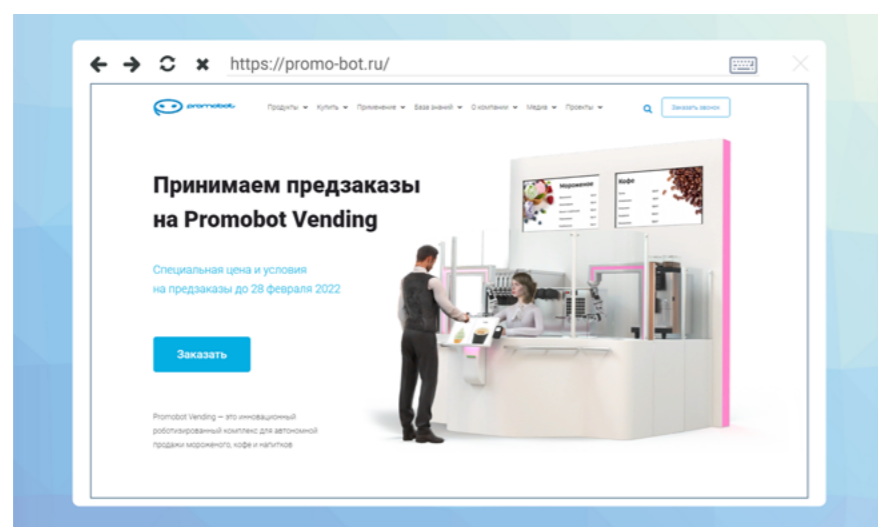 https://promo-bot.ru/
promobot.
Продукты Купить Применение База знаний О компании Медиа Проекты Заказать звонок
Принимаем предзаказы
на Promobot Vending
Мороженое
Кофе
Специальная цена и условия
на предзаказы до 28 февраля 2022
Заказать
Promobot Vending — это инновационный
роботизированный комплекс для автономной
продажи мороженого, кофе и напитков